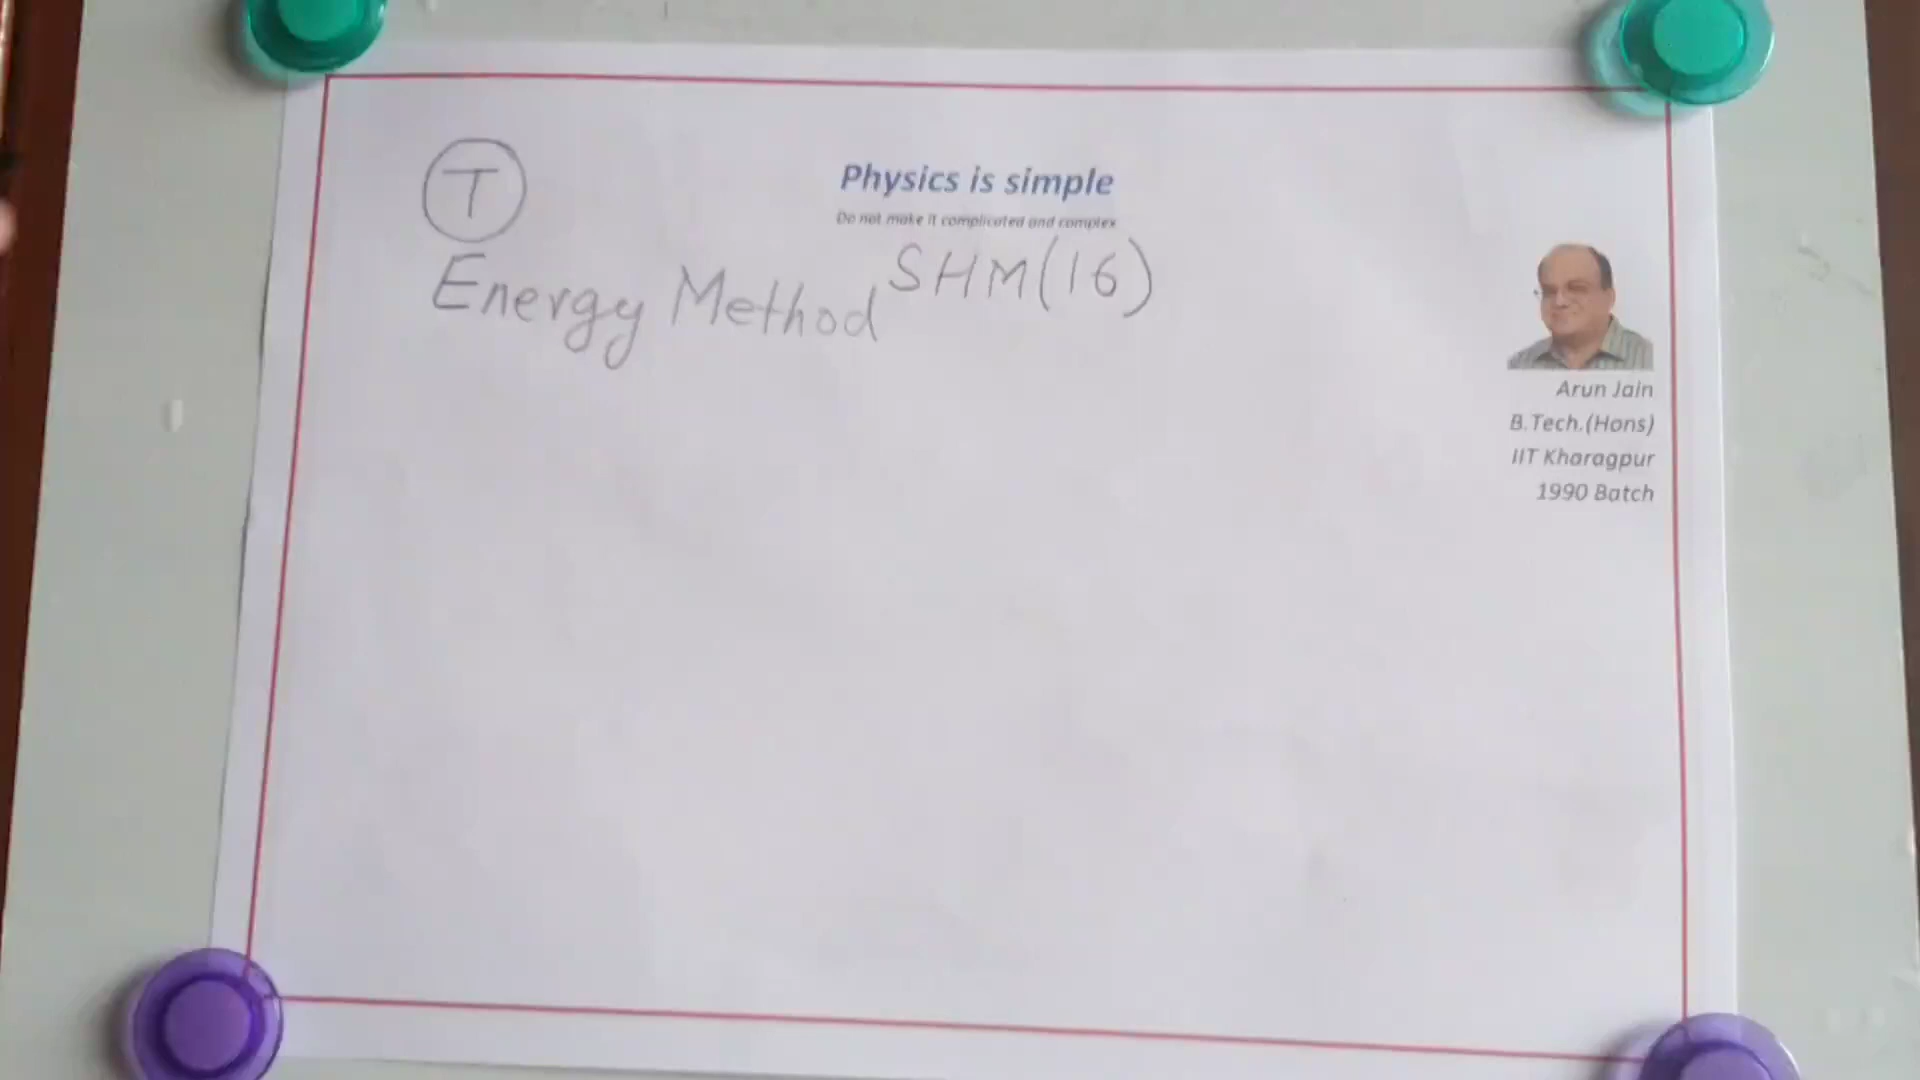 T
Physics is simple
Do not make it complicated and complex
SHM(16)
Energy Method
Arun Jain
B.Tech.(Hons)
IIT Kharagpur
1990 Batch